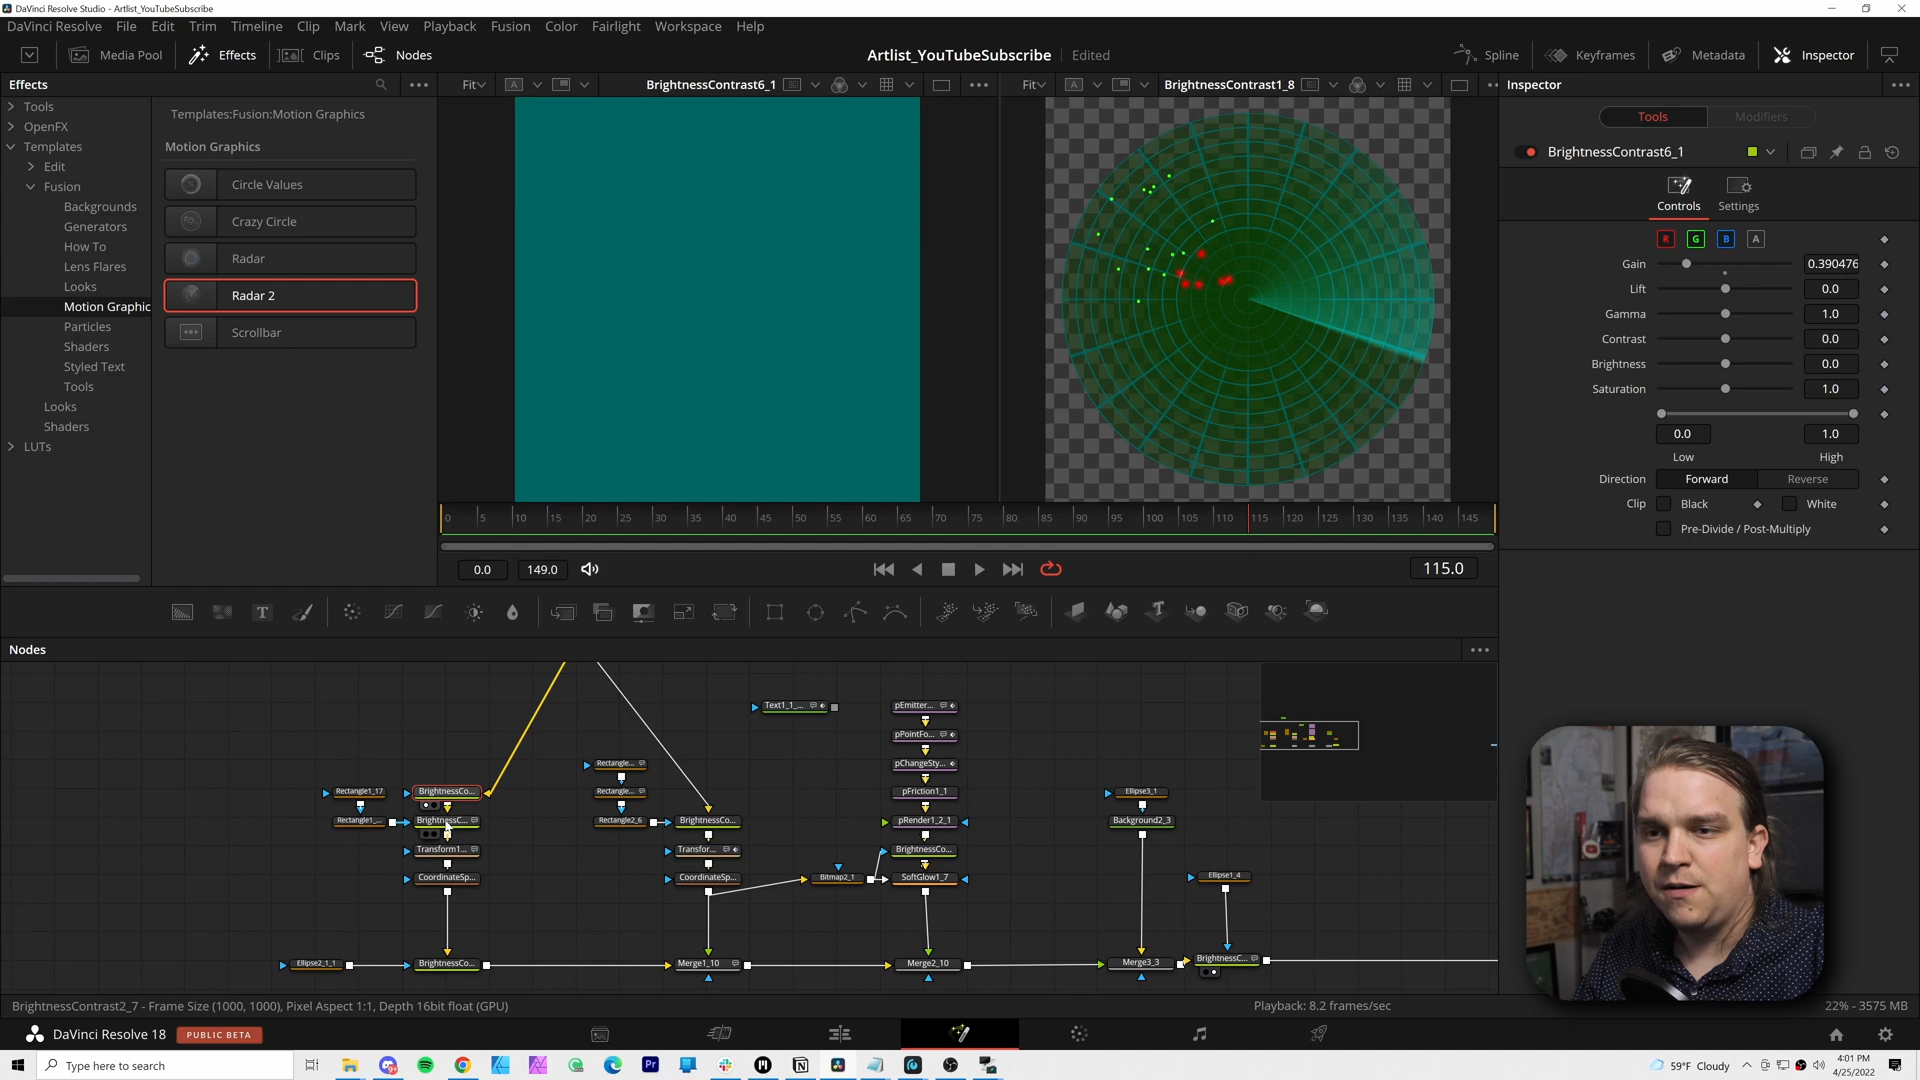 DaVinci Resolve Studio - Artlist_YouTubeSubscribe
DaVinci Resolve File Edit Trim Timeline Clip Mark View Playback Fusion Color Fairlight Workspace Help
Media Pool Effects Clips Nodes Artlist_YouTubeSubscribe Edited Spline Keyframes Metadata Inspector
Effects Fit BrightnessContrast6_1 Fit BrightnessContrast1_8 Inspector
Tools
OpenFX
Templates
Edit
Fusion
Backgrounds
Generators
How To
Lens Flares
Looks
Motion Graphic
Particles
Shaders
Styled Text
Tools
Looks
Shaders
LUTs
Templates:Fusion:Motion Graphics
Motion Graphics
Circle Values
Crazy Circle
Radar
Radar 2
Scrollbar
Tools Modifiers
BrightnessContrast6_1
Controls Settings
R G B A
Gain 0.390476
Lift 0.0
Gamma 1.0
Contrast 0.0
Brightness 0.0
Saturation 1.0
0.0 1.0
Low High
Direction Forward Reverse
Clip Black White
Pre-Divide / Post-Multiply
0 5 10 15 20 25 30 35 40 45 50 55 60 65 70 75 80 85 90 95 100 105 110 115 120 125 130 135 140 145
0.0 149.0 115.0
T
Nodes
Text1_1_... pEmitter...
pPointFo...
Rectangle... pChangeSty...
Rectangle1_17 BrightnessCo... Rectangle... pFriction1_1 Ellipse3_1
Rectangle1_... BrightnessC... Rectangle2_6 BrightnessCo... pRender1_2_1 Background2_3
Transform1... Transfor... BrightnessCo...
CoordinateSp... CoordinateSp... Bitmap2_1 SoftGlow1_7 Ellipse1_4
Ellipse2_1_1 BrightnessCo... Merge1_10 Merge2_10 Merge3_3 BrightnessC...
BrightnessContrast2_7 - Frame Size (1000, 1000), Pixel Aspect 1:1, Depth 16bit float (GPU) Playback: 8.2 frames/sec 22% - 3575 MB
DaVinci Resolve 18 PUBLIC BETA
Type here to search
Pr
59°F Cloudy
4:01 PM
4/25/2022